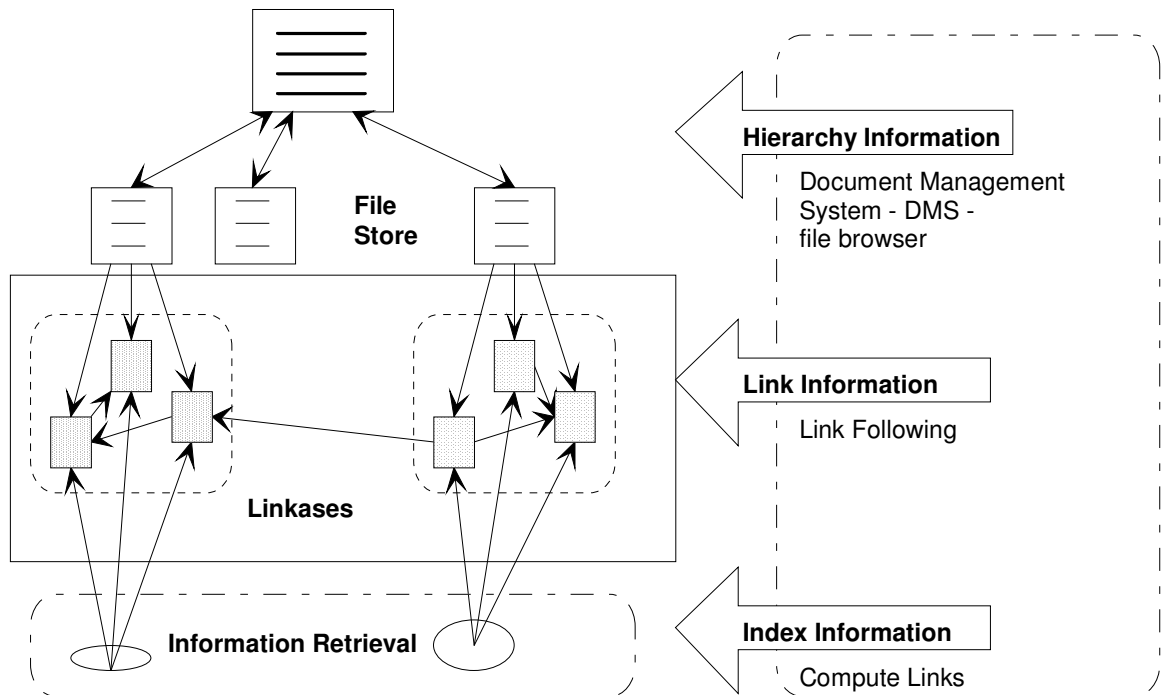 File
Store
Linkases
Information Retrieval
Hierarchy Information
Document Management
System - DMS -
file browser
Link Information
Link Following
Index Information
Compute Links